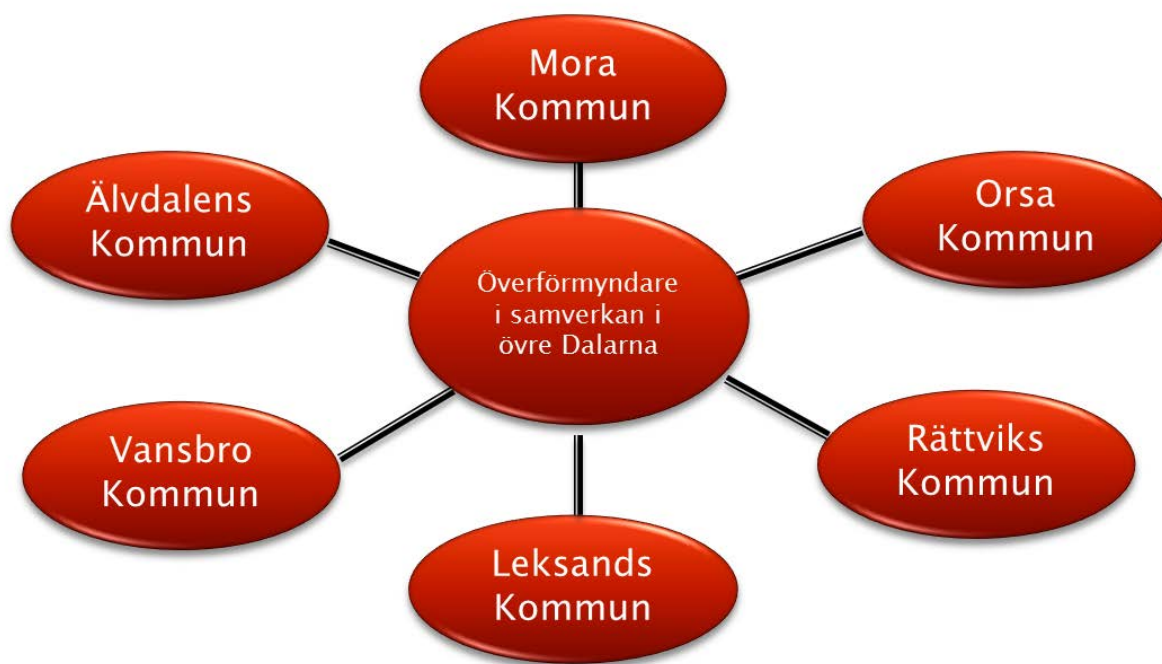 Mora
Kommun
Älvdalens
Kommun
Orsa
Kommun
Överförmyndare
i samverkan i
övre Dalarna
Vansbro
Kommun
Rättviks
Kommun
Leksands
Kommun